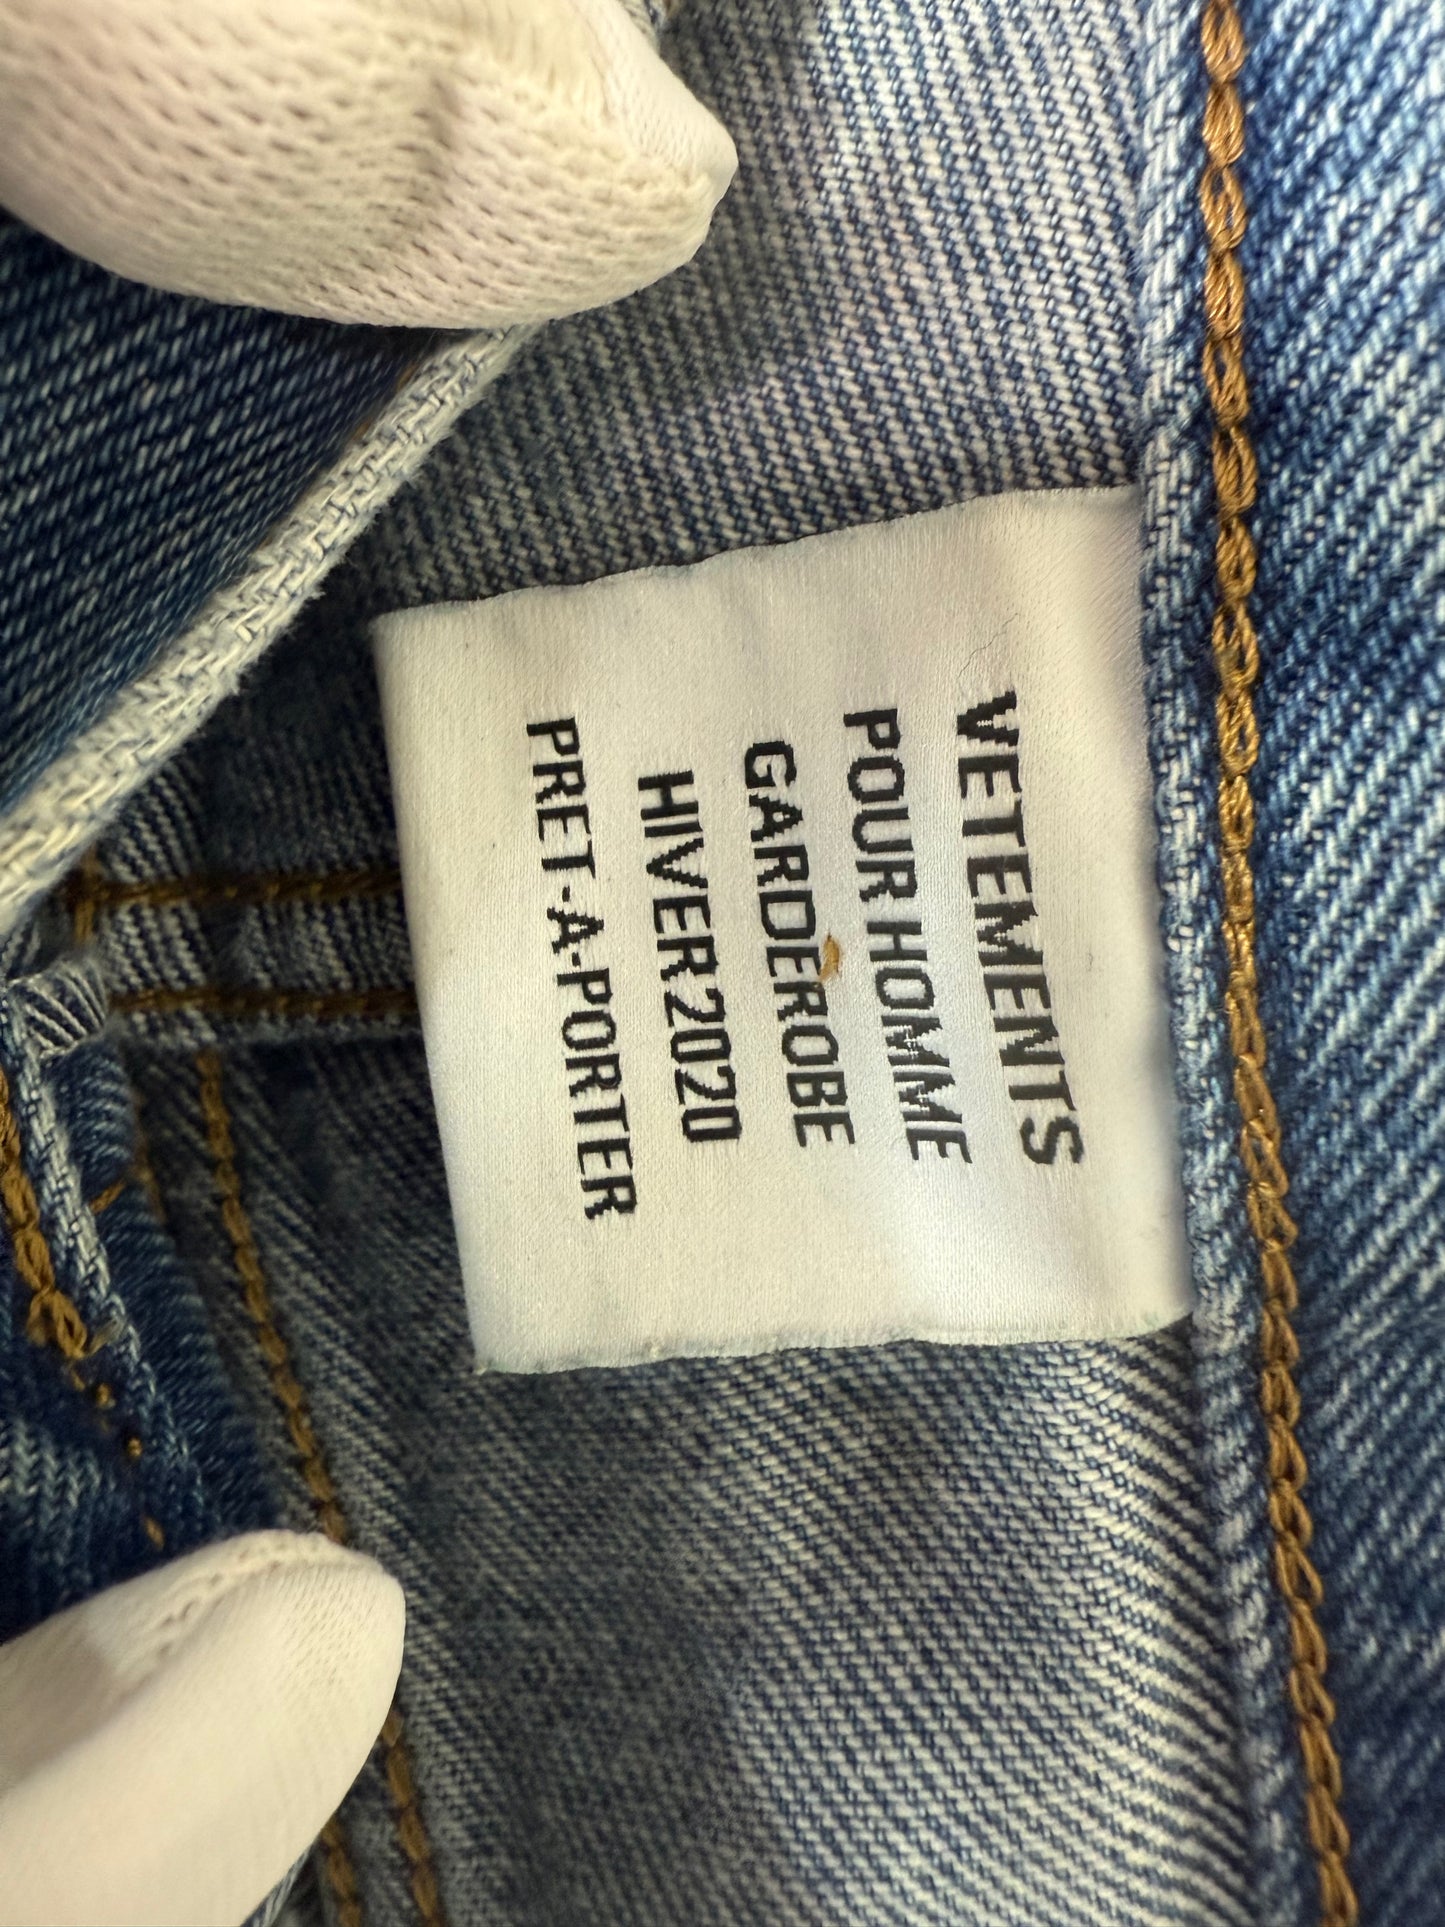 VETEMENTS
POUR HOMME
GARDEROBE
HIVER 2020
PRET-A-PORTER